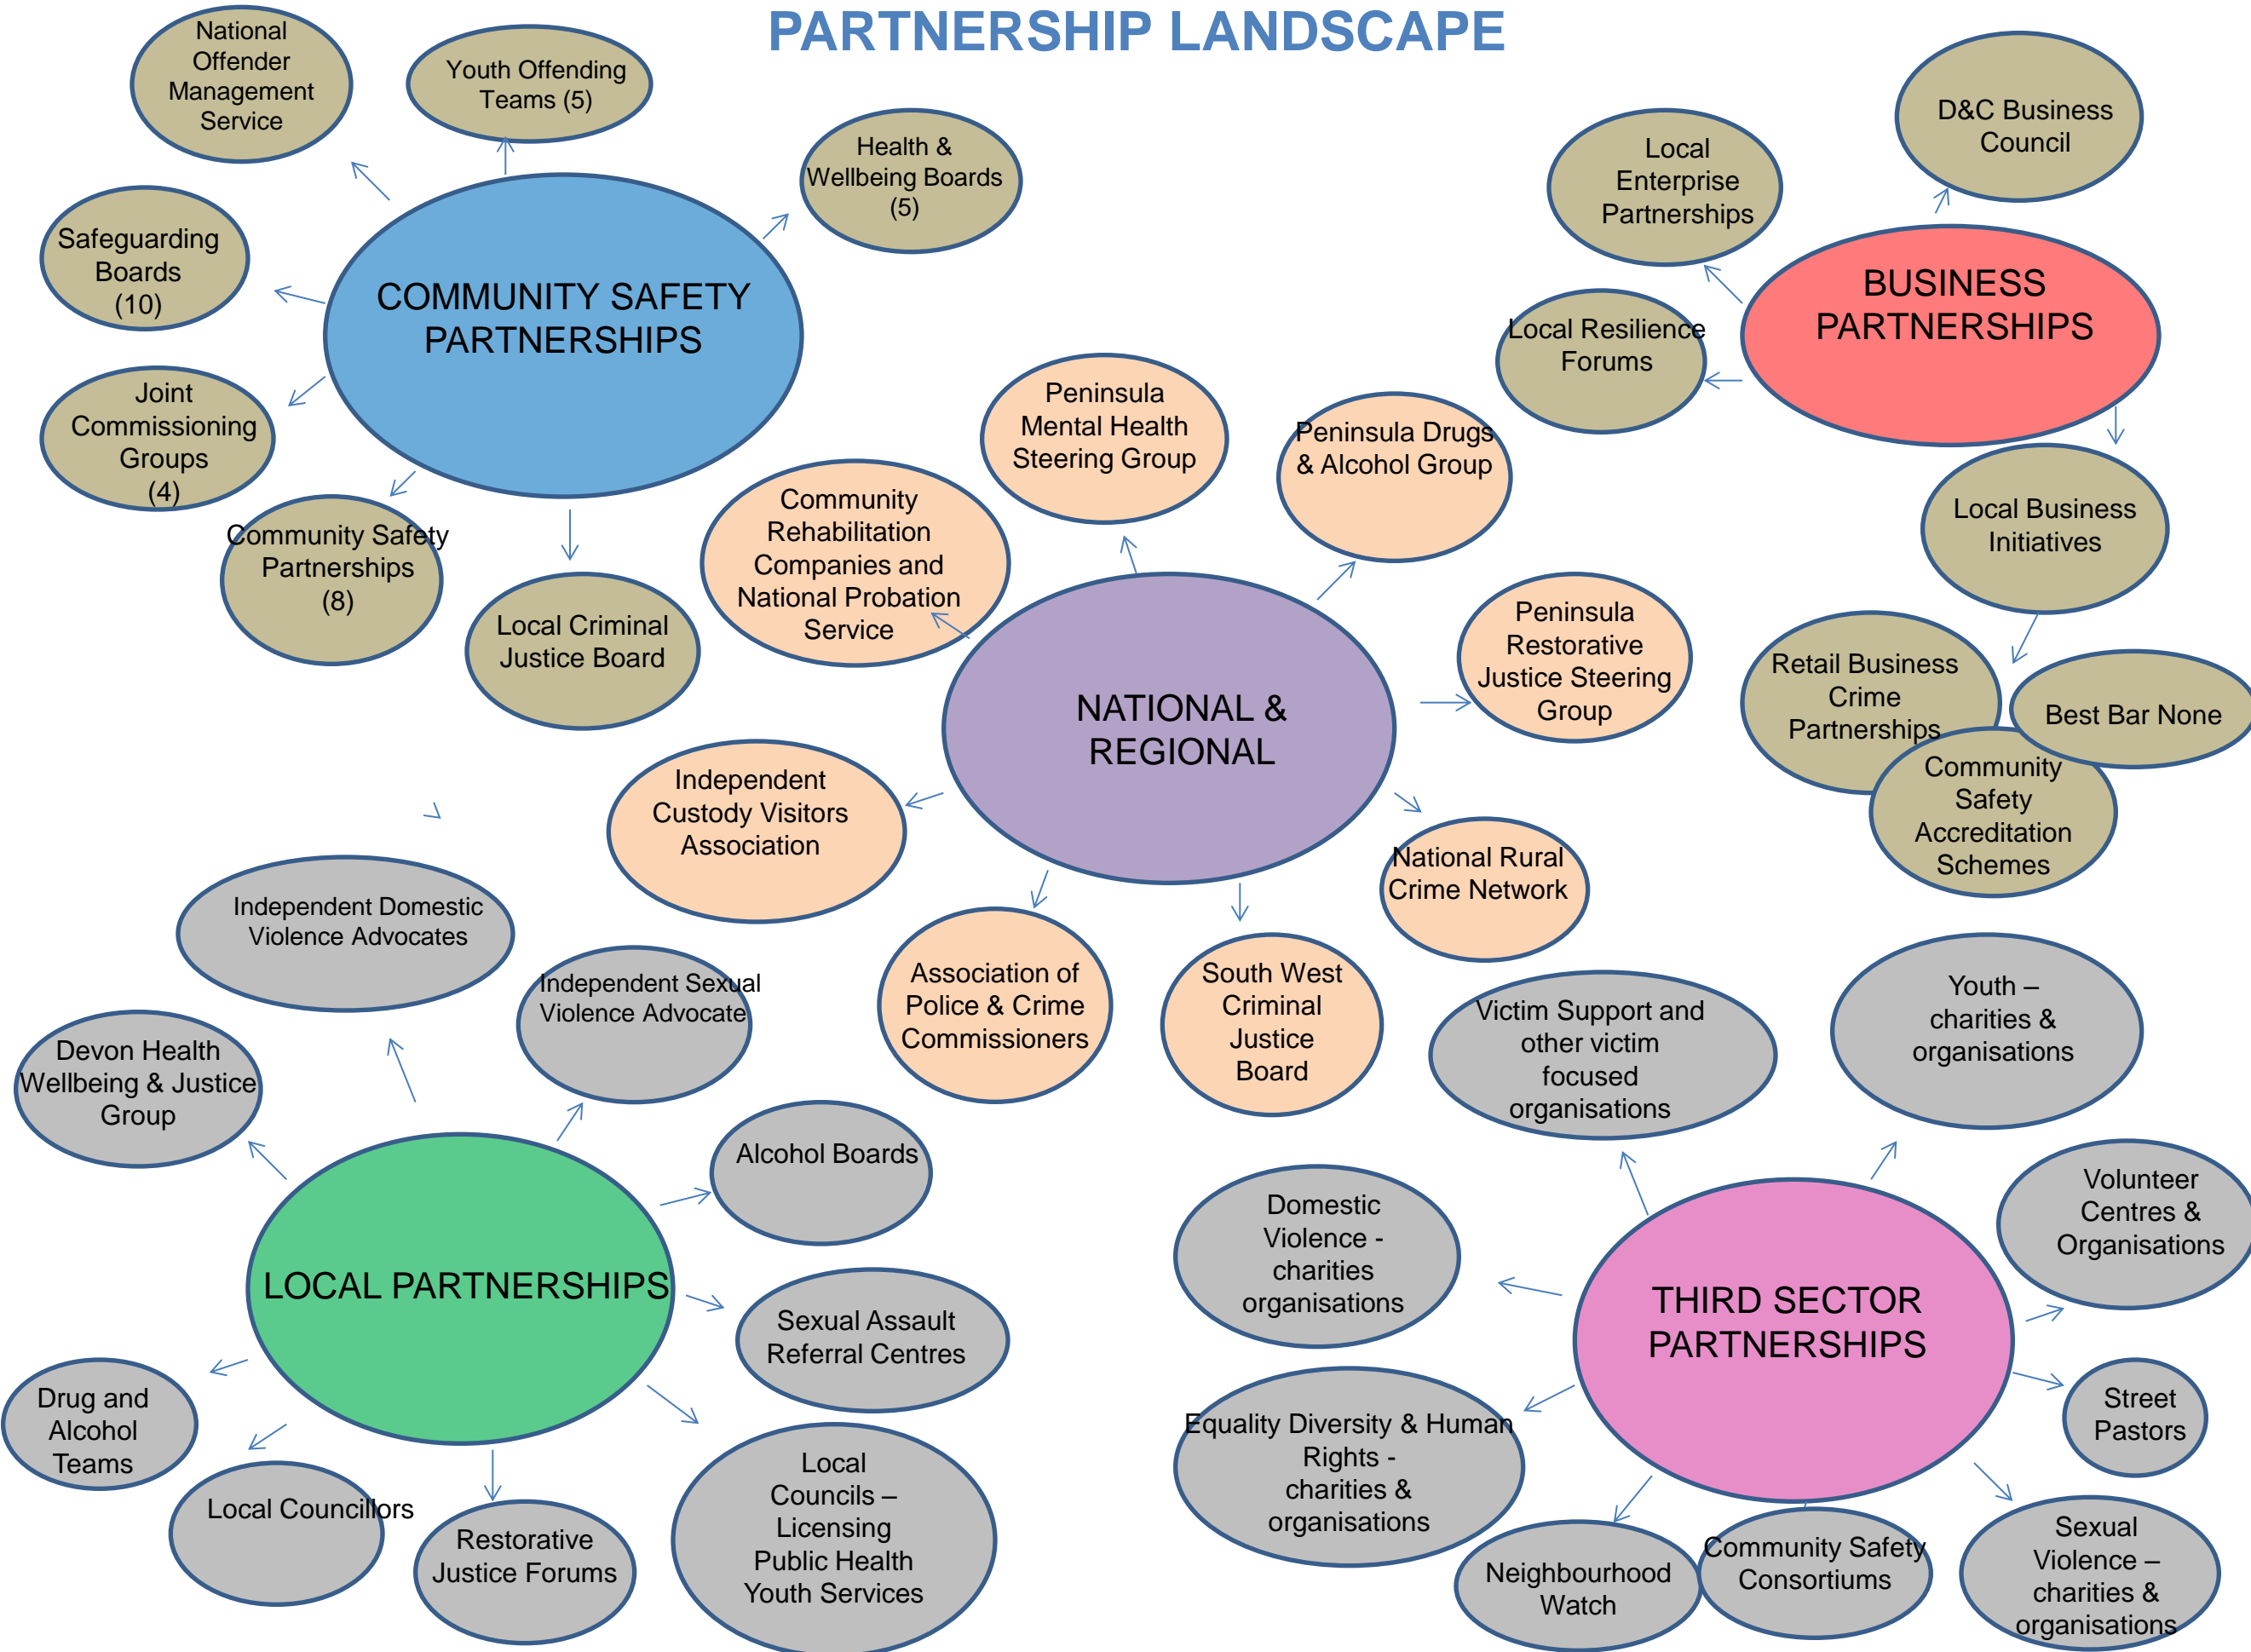 PARTNERSHIP LANDSCAPE
National
Offender
Management
Service
Youth Offending
Teams (5)
Health &
Wellbeing Boards
(5)
Safeguarding
Boards
(10)
COMMUNITY SAFETY
PARTNERSHIPS
Joint
Commissioning
Groups
(4)
Community Safety
Partnerships
(8)
Local Criminal
Justice Board
D&C Business
Council
Local
Enterprise
Partnerships
BUSINESS
PARTNERSHIPS
Local Resilience
Forums
Local Business
Initiatives
Retail Business
Crime
Partnerships
Best Bar None
Community
Safety
Accreditation
Schemes
Peninsula
Mental Health
Steering Group
Peninsula Drugs
& Alcohol Group
Community
Rehabilitation
Companies and
National Probation
Service
Peninsula
Restorative
Justice Steering
Group
NATIONAL &
REGIONAL
Independent
Custody Visitors
Association
National Rural
Crime Network
Association of
Police & Crime
Commissioners
South West
Criminal
Justice
Board
Independent Domestic
Violence Advocates
Independent Sexual
Violence Advocate
Devon Health
Wellbeing & Justice
Group
Alcohol Boards
LOCAL PARTNERSHIPS
Sexual Assault
Referral Centres
Drug and
Alcohol
Teams
Local Councillors
Restorative
Justice Forums
Local
Councils –
Licensing
Public Health
Youth Services
Victim Support and
other victim
focused
organisations
Youth –
charities &
organisations
Domestic
Violence -
charities
organisations
Volunteer
Centres &
Organisations
THIRD SECTOR
PARTNERSHIPS
Street
Pastors
Equality Diversity & Human
Rights -
charities &
organisations
Neighbourhood
Watch
Community Safety
Consortiums
Sexual
Violence –
charities &
organisations